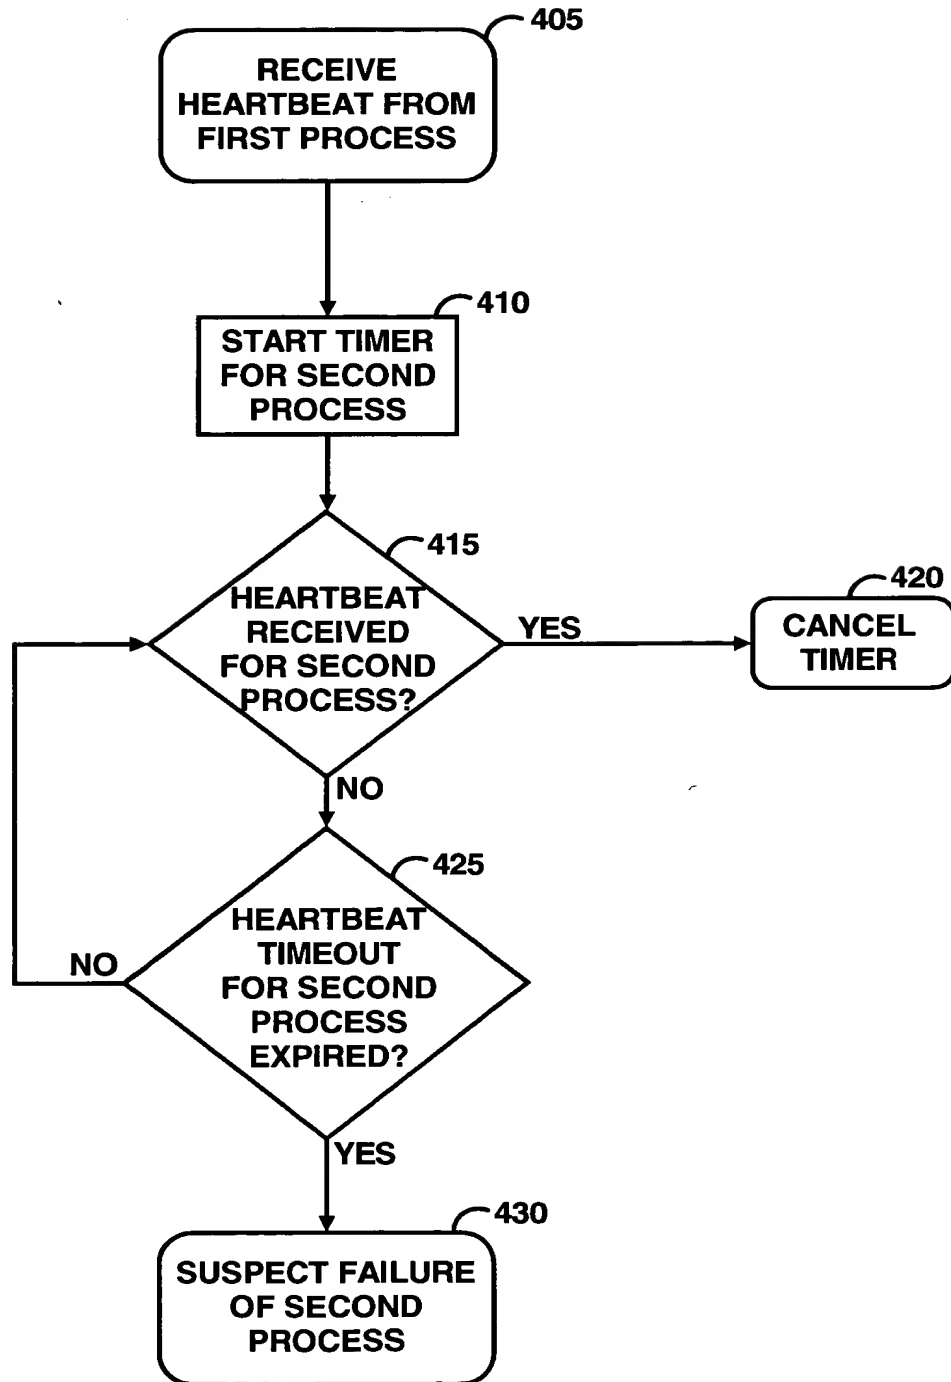 405
RECEIVE
HEARTBEAT FROM
FIRST PROCESS
410
START TIMER
FOR SECOND
PROCESS
415
HEARTBEAT
RECEIVED
FOR SECOND
PROCESS?
YES
420
CANCEL
TIMER
NO
425
HEARTBEAT
TIMEOUT
FOR SECOND
PROCESS
EXPIRED?
NO
YES
430
SUSPECT FAILURE
OF SECOND
PROCESS